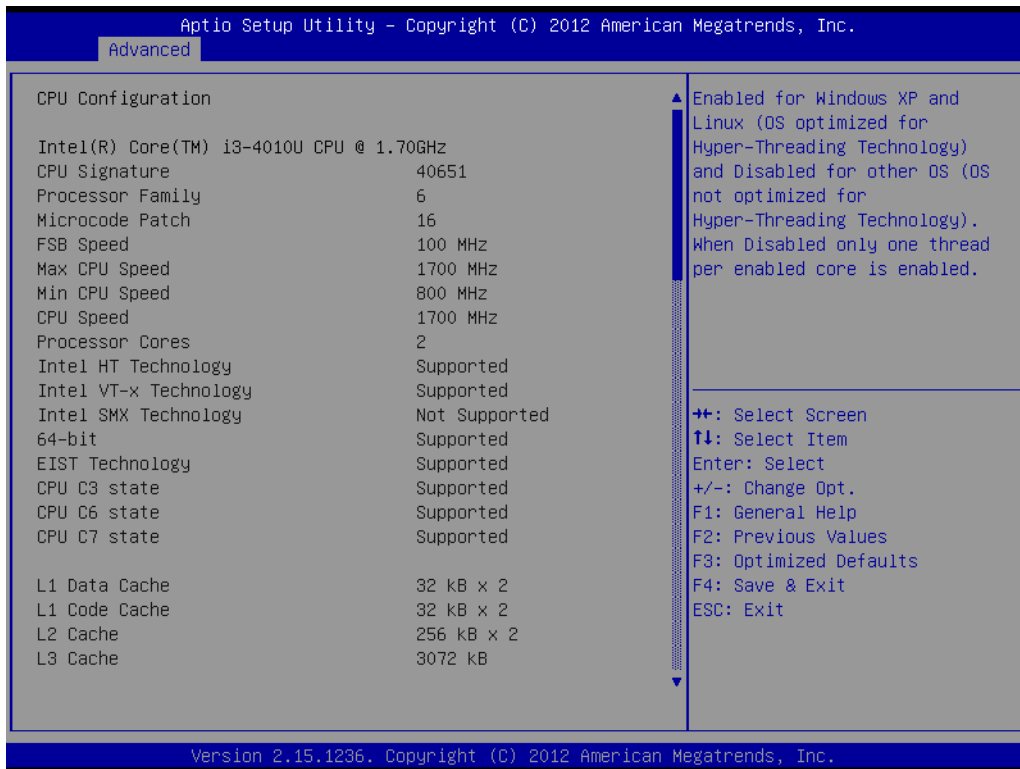 Aptio Setup Utility – Copyright (C) 2012 American Megatrends, Inc.
Advanced
CPU Configuration
Intel(R) Core(TM) i3-4010U CPU @ 1.70GHz
CPU Signature 40651
Processor Family 6
Microcode Patch 16
FSB Speed 100 MHz
Max CPU Speed 1700 MHz
Min CPU Speed 800 MHz
CPU Speed 1700 MHz
Processor Cores 2
Intel HT Technology Supported
Intel VT-x Technology Supported
Intel SMX Technology Not Supported
64-bit Supported
EIST Technology Supported
CPU C3 state Supported
CPU C6 state Supported
CPU C7 state Supported
L1 Data Cache 32 kB x 2
L1 Code Cache 32 kB x 2
L2 Cache 256 kB x 2
L3 Cache 3072 kB
Enabled for Windows XP and
Linux (OS optimized for
Hyper-Threading Technology)
and Disabled for other OS (OS
not optimized for
Hyper-Threading Technology).
When Disabled only one thread
per enabled core is enabled.
→←: Select Screen
↑↓: Select Item
Enter: Select
+/-: Change Opt.
F1: General Help
F2: Previous Values
F3: Optimized Defaults
F4: Save & Exit
ESC: Exit
Version 2.15.1236. Copyright (C) 2012 American Megatrends, Inc.